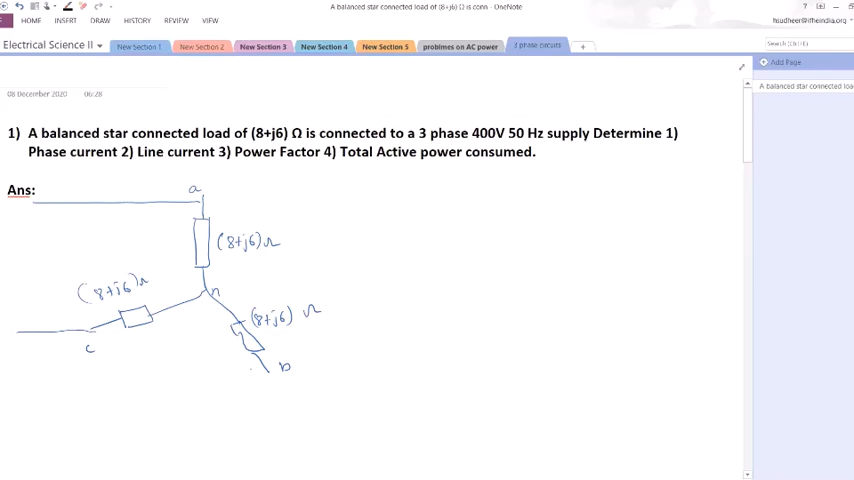 A balanced star connected load of (8+j6) Ω is conn - OneNote
HOME INSERT DRAW HISTORY REVIEW VIEW
Electrical Science II
New Section 1 New Section 2 New Section 3 New Section 4 New Section 5 problmes on AC power 3 phase circuits +
Search (Ctrl+E)
Add Page
A balanced star connected load
08 December 2020 06:28
1) A balanced star connected load of (8+j6) Ω is connected to a 3 phase 400V 50 Hz supply Determine 1)
Phase current 2) Line current 3) Power Factor 4) Total Active power consumed.
Ans:
a
(8+j6) Ω
(8+j6) Ω
n
(8+j6) Ω
c
b